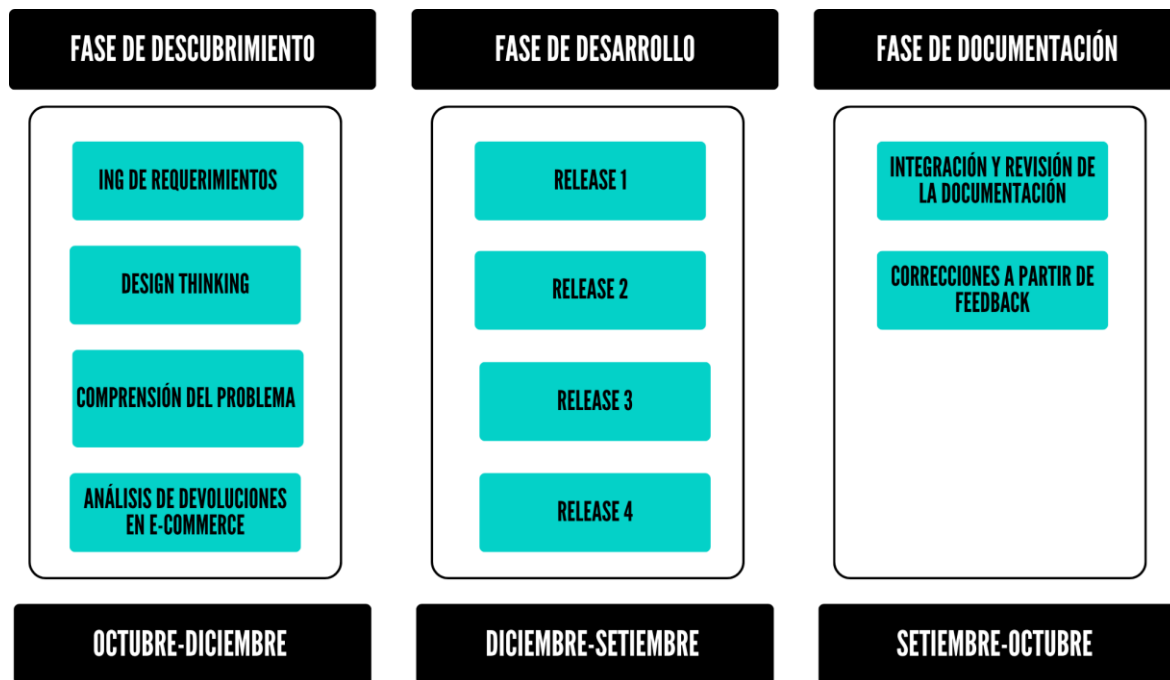 FASE DE DESCUBRIMIENTO
ING DE REQUERIMIENTOS
DESIGN THINKING
COMPRENSIÓN DEL PROBLEMA
ANÁLISIS DE DEVOLUCIONES
EN E-COMMERCE
OCTUBRE-DICIEMBRE
FASE DE DESARROLLO
RELEASE 1
RELEASE 2
RELEASE 3
RELEASE 4
DICIEMBRE-SETIEMBRE
FASE DE DOCUMENTACIÓN
INTEGRACIÓN Y REVISIÓN DE
LA DOCUMENTACIÓN
CORRECCIONES A PARTIR DE
FEEDBACK
SETIEMBRE-OCTUBRE